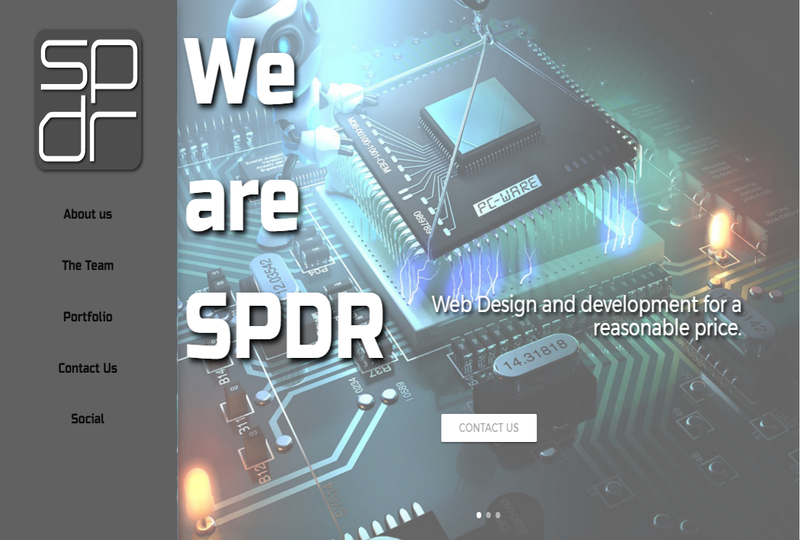 spdr
About us
The Team
Portfolio
Contact Us
Social
We
are
SPDR
Web Design and development for a
reasonable price.
CONTACT US
PC-WARE
14.31818